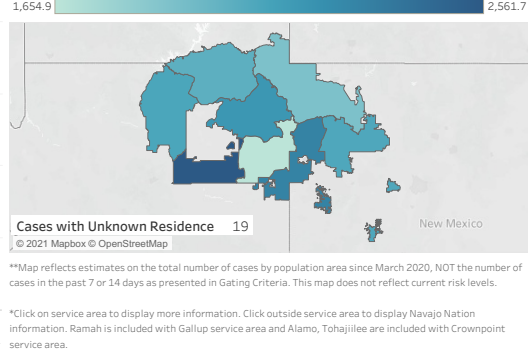 1,654.9 2,561.7
New Mexico
Cases with Unknown Residence 19
© 2021 Mapbox © OpenStreetMap
**Map reflects estimates on the total number of cases by population area since March 2020, NOT the number of
cases in the past 7 or 14 days as presented in Gating Criteria. This map does not reflect current risk levels.
*Click on service area to display more information. Click outside service area to display Navajo Nation
information. Ramah is included with Gallup service area and Alamo, Tohajiilee are included with Crownpoint
service area.